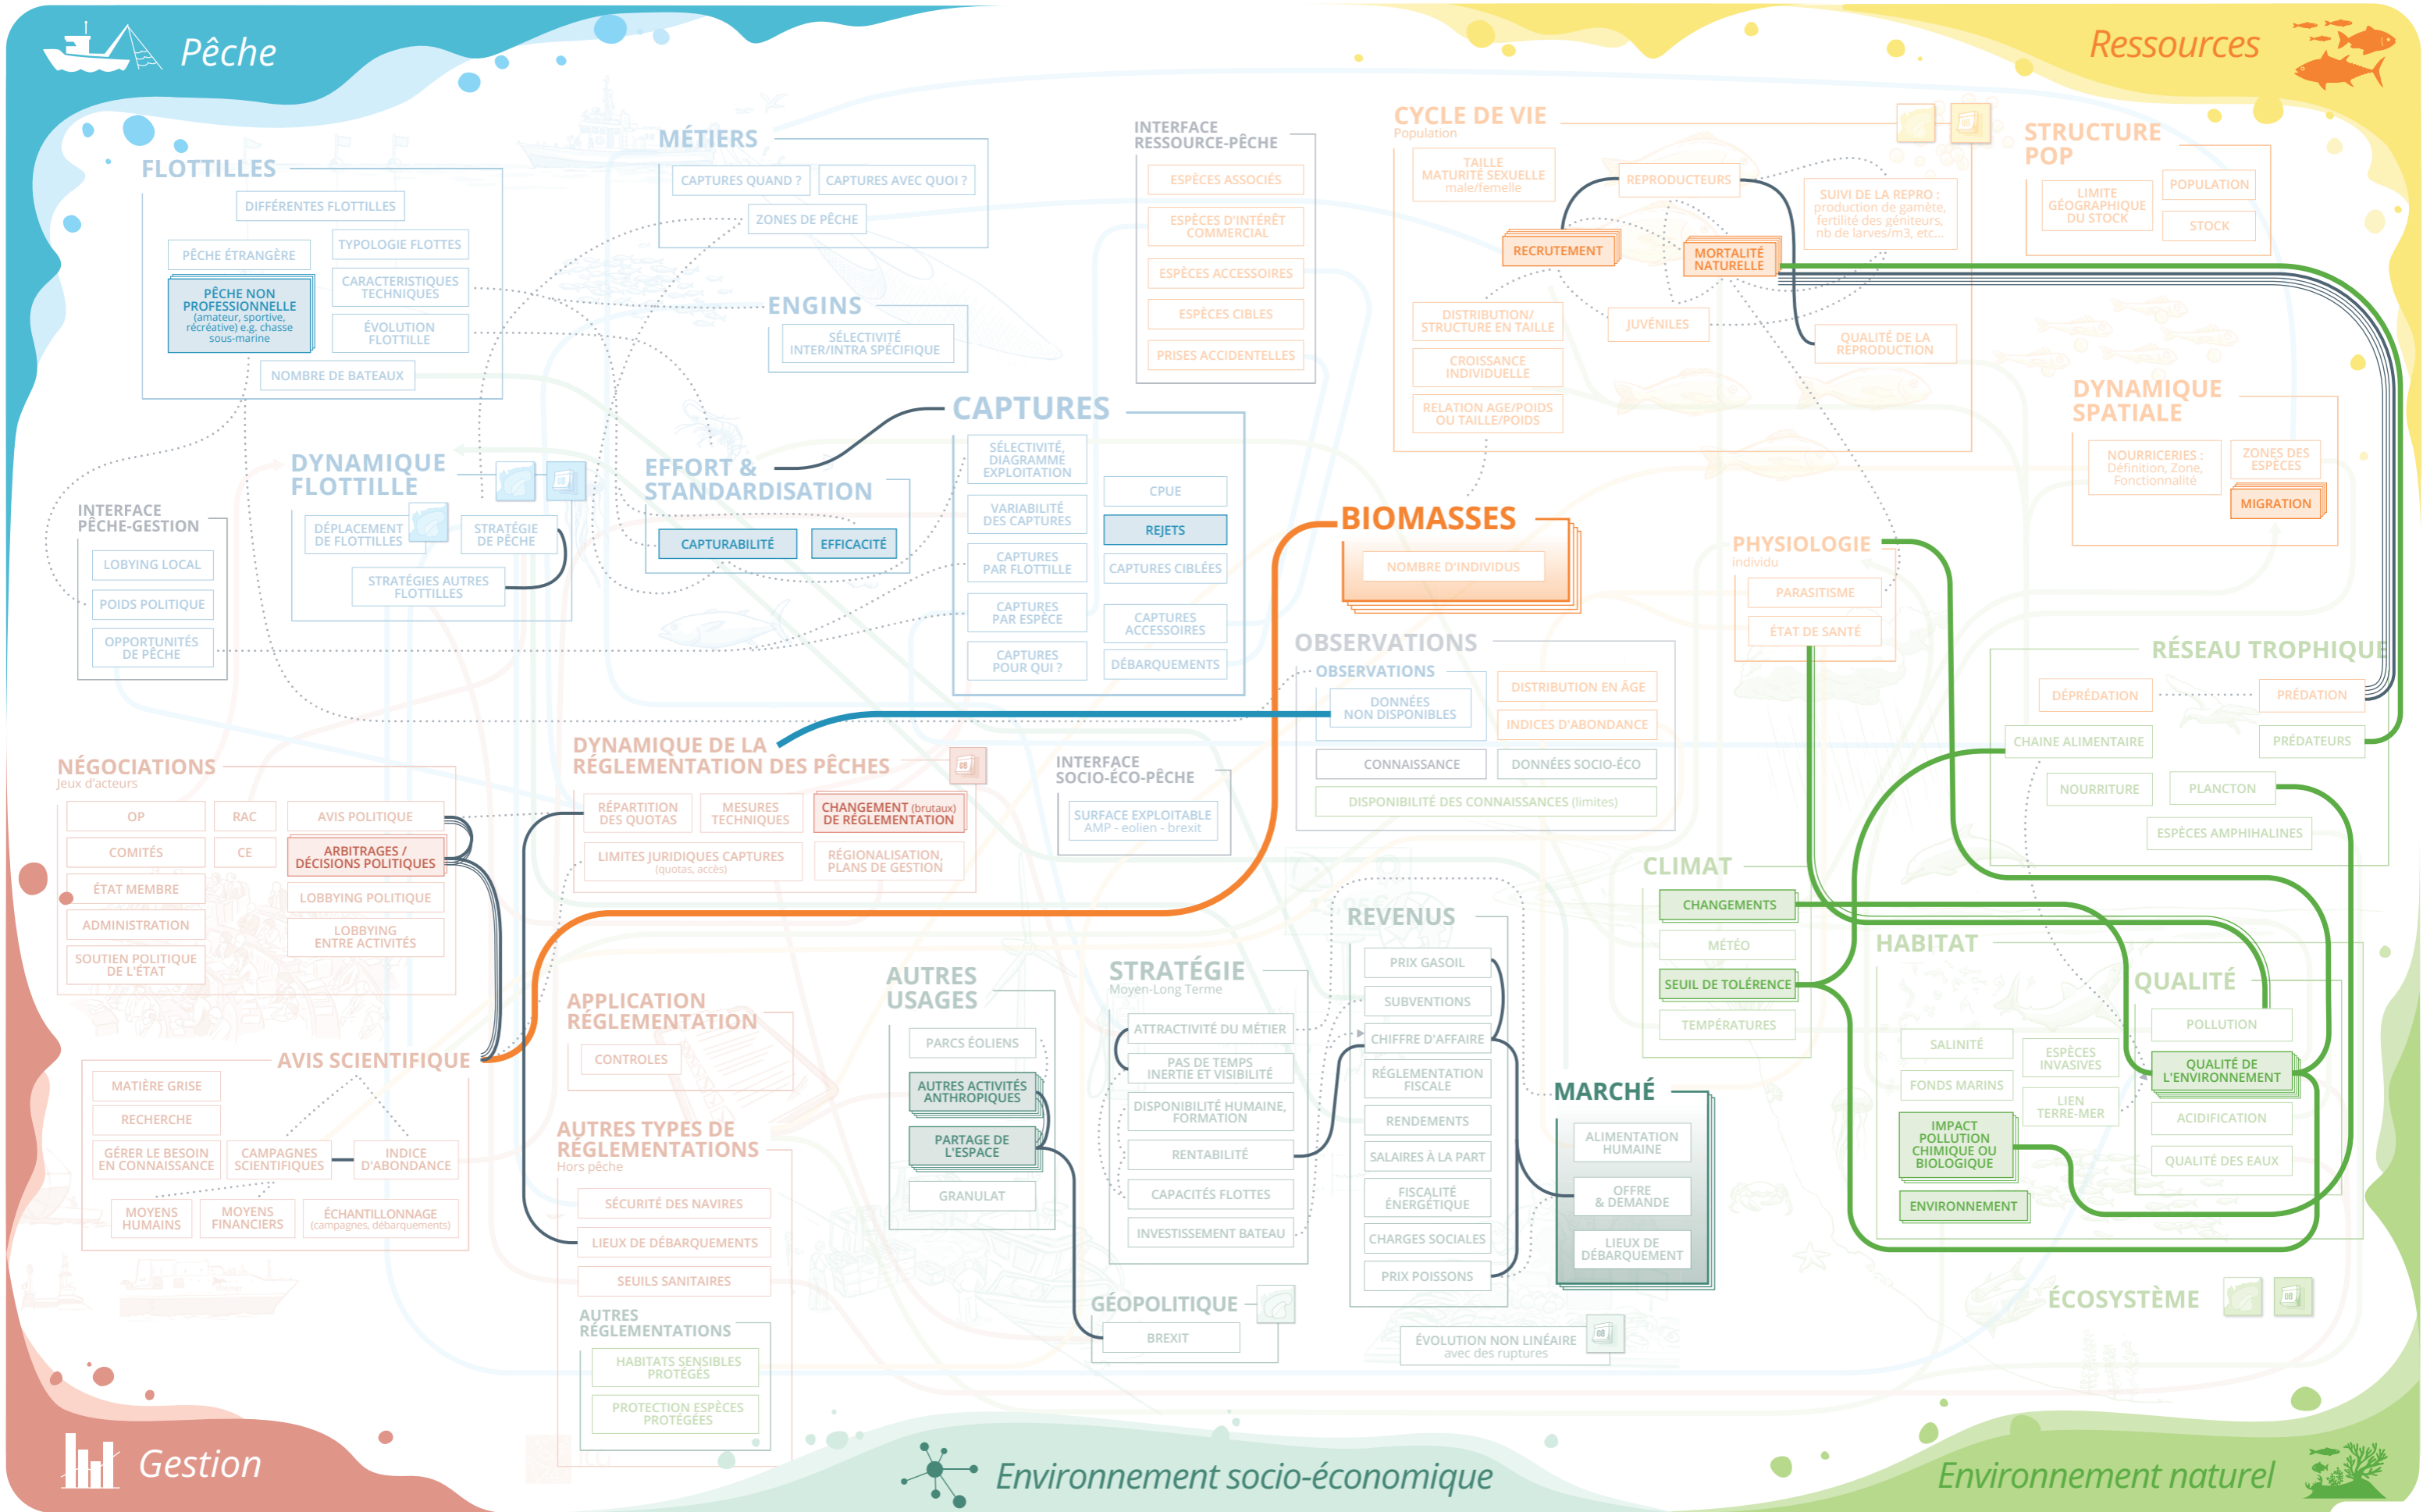 Pêche
Ressources
FLOTTILLES
DIFFÉRENTES FLOTTILLES
PÊCHE ÉTRANGÈRE
TYPOLOGIE FLOTTES
PÊCHE NON
PROFESSIONNELLE
(amateur, sportive,
récréative) e.g. chasse
sous-marine
CARACTERISTIQUES
TECHNIQUES
ÉVOLUTION
FLOTTILLE
NOMBRE DE BATEAUX
MÉTIERS
CAPTURES QUAND ?
CAPTURES AVEC QUOI ?
ZONES DE PÊCHE
ENGINS
SÉLECTIVITÉ
INTER/INTRA SPÉCIFIQUE
INTERFACE
RESSOURCE-PÊCHE
ESPÈCES ASSOCIÉS
ESPÈCES D'INTÉRÊT
COMMERCIAL
ESPÈCES ACCESSOIRES
ESPÈCES CIBLES
PRISES ACCIDENTELLES
CYCLE DE VIE
Population
TAILLE
MATURITÉ SEXUELLE
male/femelle
REPRODUCTEURS
SUIVI DE LA REPRO :
production de gamète,
fertilité des géniteurs,
nb de larves/m3, etc...
RECRUTEMENT
MORTALITÉ
NATURELLE
DISTRIBUTION/
STRUCTURE EN TAILLE
JUVÉNILES
QUALITÉ DE LA
REPRODUCTION
CROISSANCE
INDIVIDUELLE
RELATION AGE/POIDS
OU TAILLE/POIDS
STRUCTURE
POP
LIMITE
GÉOGRAPHIQUE
DU STOCK
POPULATION
STOCK
DYNAMIQUE
SPATIALE
NOURRICERIES :
Définition, Zone,
Fonctionnalité
ZONES DES
ESPÈCES
MIGRATION
INTERFACE
PÊCHE-GESTION
LOBYING LOCAL
POIDS POLITIQUE
OPPORTUNITÉS
DE PÊCHE
DYNAMIQUE
FLOTTILLE
DÉPLACEMENT
DE FLOTTILLES
STRATÉGIE
DE PÊCHE
STRATÉGIES AUTRES
FLOTTILLES
EFFORT &
STANDARDISATION
CAPTURABILITÉ
EFFICACITÉ
CAPTURES
SÉLECTIVITÉ,
DIAGRAMME
EXPLOITATION
CPUE
VARIABILITÉ
DES CAPTURES
REJETS
CAPTURES
PAR FLOTTILLE
CAPTURES CIBLÉES
CAPTURES
PAR ESPÈCE
CAPTURES
ACCESSOIRES
CAPTURES
POUR QUI ?
DÉBARQUEMENTS
BIOMASSES
NOMBRE D'INDIVIDUS
PHYSIOLOGIE
individu
PARASITISME
ÉTAT DE SANTÉ
OBSERVATIONS
OBSERVATIONS
DONNÉES
NON DISPONIBLES
DISTRIBUTION EN ÂGE
INDICES D'ABONDANCE
CONNAISSANCE
DONNÉES SOCIO-ÉCO
DISPONIBILITÉ DES CONNAISSANCES (limites)
RÉSEAU TROPHIQUE
DÉPRÉDATION
PRÉDATION
CHAINE ALIMENTAIRE
PRÉDATEURS
NOURRITURE
PLANCTON
ESPÈCES AMPHIHALINES
NÉGOCIATIONS
Jeux d'acteurs
OP
RAC
AVIS POLITIQUE
COMITÉS
CE
ARBITRAGES /
DÉCISIONS POLITIQUES
ÉTAT MEMBRE
LOBBYING POLITIQUE
ADMINISTRATION
LOBBYING
ENTRE ACTIVITÉS
SOUTIEN POLITIQUE
DE L'ÉTAT
DYNAMIQUE DE LA
RÉGLEMENTATION DES PÊCHES
08
RÉPARTITION
DES QUOTAS
MESURES
TECHNIQUES
CHANGEMENT (brutaux)
DE RÉGLEMENTATION
LIMITES JURIDIQUES CAPTURES
(quotas, accès)
RÉGIONALISATION,
PLANS DE GESTION
INTERFACE
SOCIO-ÉCO-PÊCHE
SURFACE EXPLOITABLE
AMP - eolien - brexit
CLIMAT
CHANGEMENTS
MÉTÉO
SEUIL DE TOLÉRENCE
TEMPÉRATURES
HABITAT
QUALITÉ
POLLUTION
QUALITÉ DE
L'ENVIRONNEMENT
ACIDIFICATION
QUALITÉ DES EAUX
SALINITÉ
ESPÈCES
INVASIVES
FONDS MARINS
LIEN
TERRE-MER
IMPACT
POLLUTION
CHIMIQUE OU
BIOLOGIQUE
ENVIRONNEMENT
ÉCOSYSTÈME
08
AVIS SCIENTIFIQUE
MATIÈRE GRISE
RECHERCHE
GÉRER LE BESOIN
EN CONNAISSANCE
CAMPAGNES
SCIENTIFIQUES
INDICE
D'ABONDANCE
MOYENS
HUMAINS
MOYENS
FINANCIERS
ÉCHANTILLONNAGE
(campagnes, débarquements)
APPLICATION
RÉGLEMENTATION
CONTROLES
AUTRES TYPES DE
RÉGLEMENTATIONS
Hors pêche
SÉCURITÉ DES NAVIRES
LIEUX DE DÉBARQUEMENTS
SEUILS SANITAIRES
AUTRES
RÉGLEMENTATIONS
HABITATS SENSIBLES
PROTÉGÉS
PROTECTION ESPÈCES
PROTÉGÉES
AUTRES
USAGES
PARCS ÉOLIENS
AUTRES ACTIVITÉS
ANTHROPIQUES
PARTAGE DE
L'ESPACE
GRANULAT
STRATÉGIE
Moyen-Long Terme
ATTRACTIVITÉ DU MÉTIER
PAS DE TEMPS
INERTIE ET VISIBILITÉ
DISPONIBILITÉ HUMAINE,
FORMATION
RENTABILITÉ
CAPACITÉS FLOTTES
INVESTISSEMENT BATEAU
GÉOPOLITIQUE
BREXIT
REVENUS
PRIX GASOIL
SUBVENTIONS
CHIFFRE D'AFFAIRE
RÉGLEMENTATION
FISCALE
RENDEMENTS
SALAIRES À LA PART
FISCALITÉ
ÉNERGÉTIQUE
CHARGES SOCIALES
PRIX POISSONS
MARCHÉ
ALIMENTATION
HUMAINE
OFFRE
& DEMANDE
LIEUX DE
DÉBARQUEMENT
ÉVOLUTION NON LINÉAIRE
avec des ruptures
08
Gestion
Environnement socio-économique
Environnement naturel